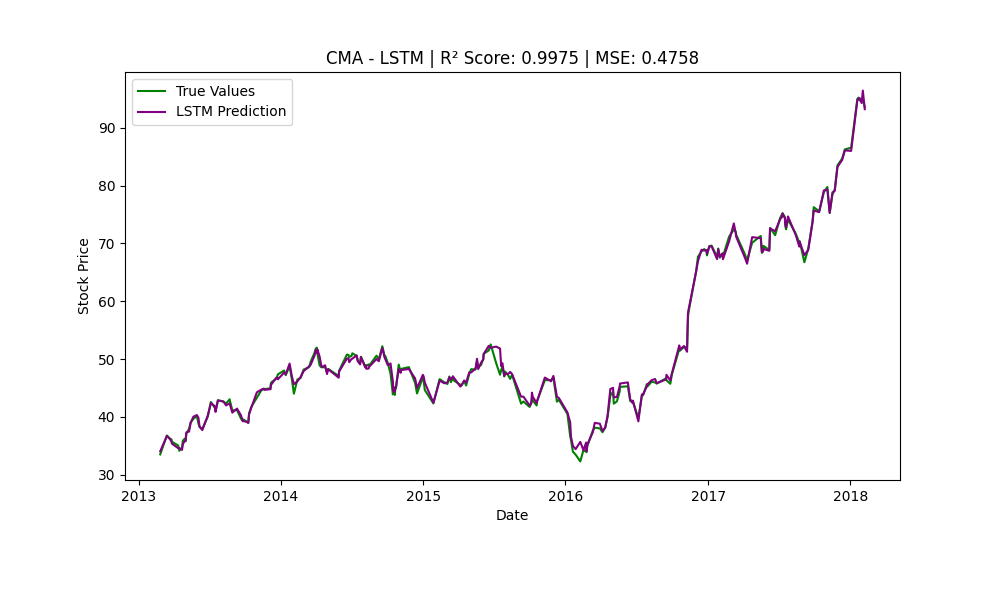 CMA - LSTM | R² Score: 0.9975 | MSE: 0.4758
True Values
LSTM Prediction
Stock Price
90
80
70
60
50
40
30
2013 2014 2015 2016 2017 2018
Date